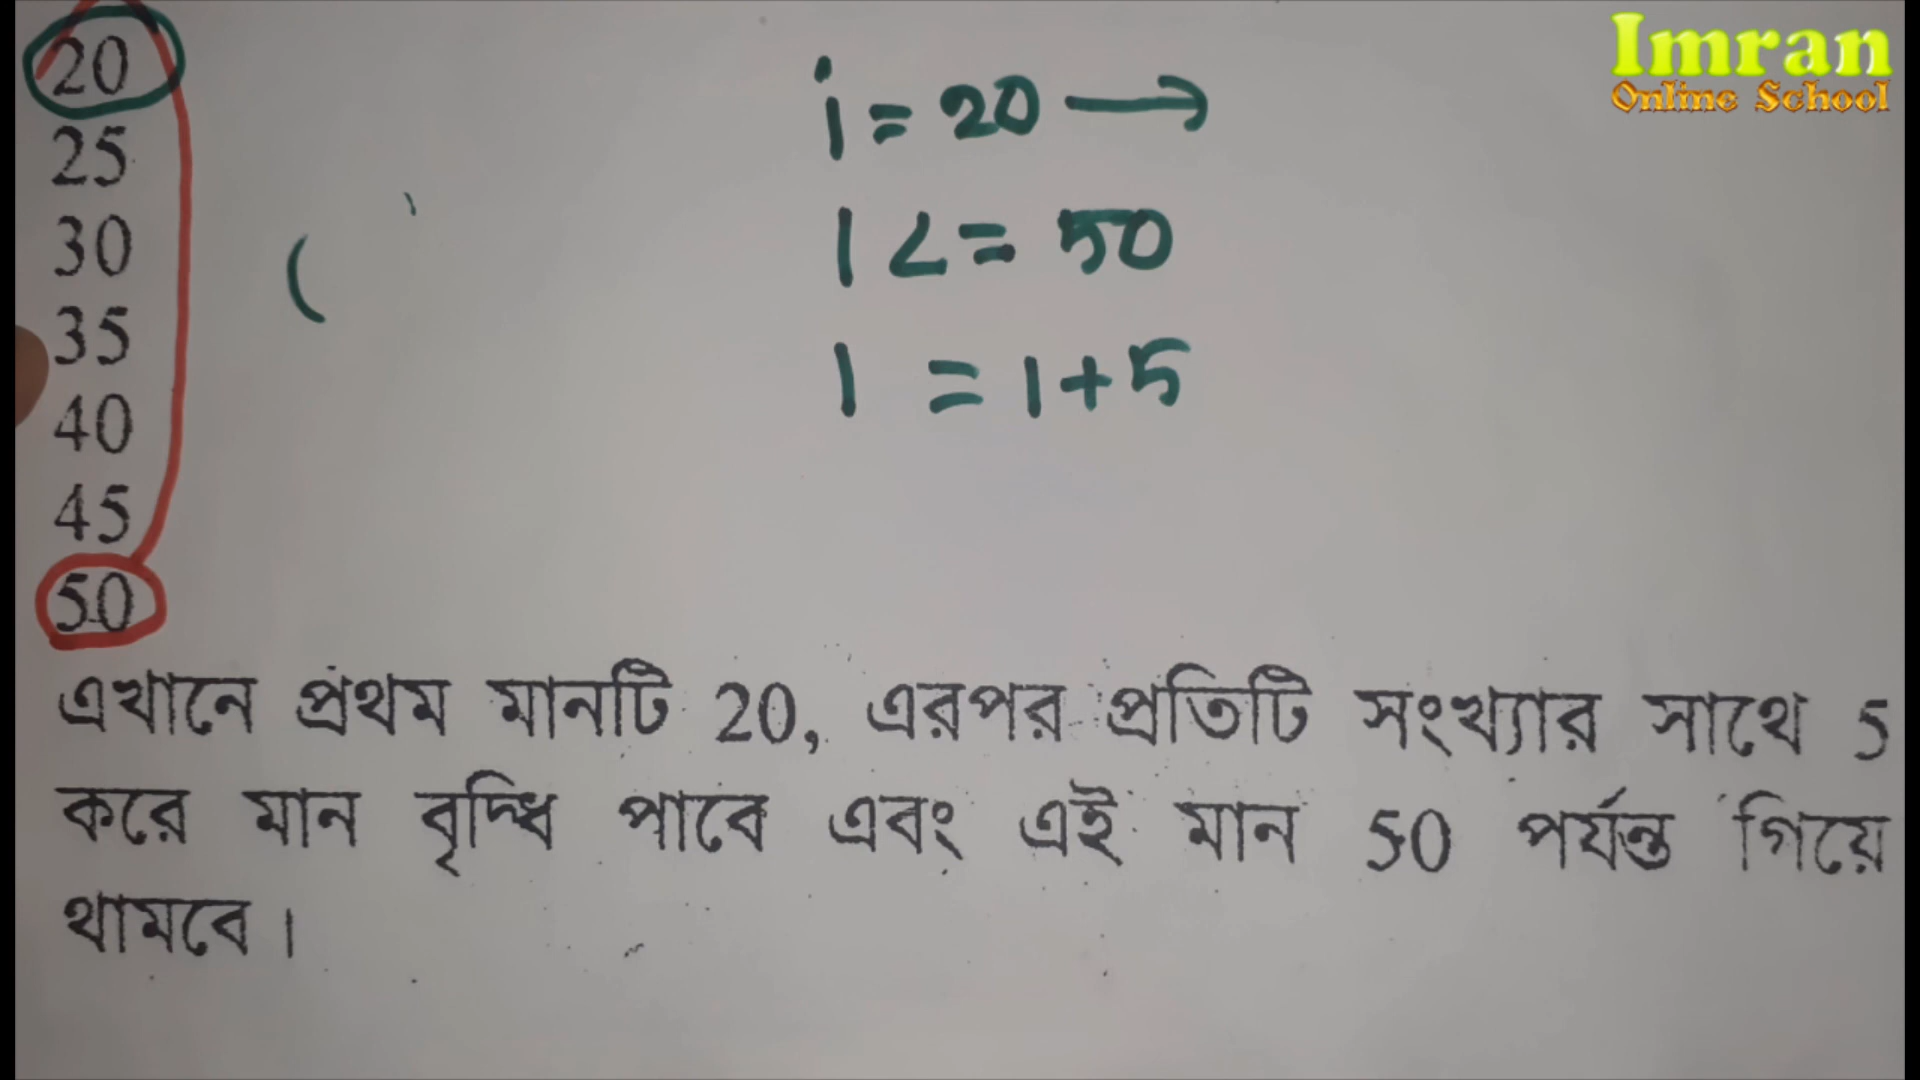 20
25
30
35
40
45
50
i = 20 →
i <= 50
i = i + 5
Imran
Online School
এখানে প্রথম মানটি 20, এরপর প্রতিটি সংখ্যার সাথে 5
করে মান বৃদ্ধি পাবে এবং এই মান 50 পর্যন্ত গিয়ে
থামবে।